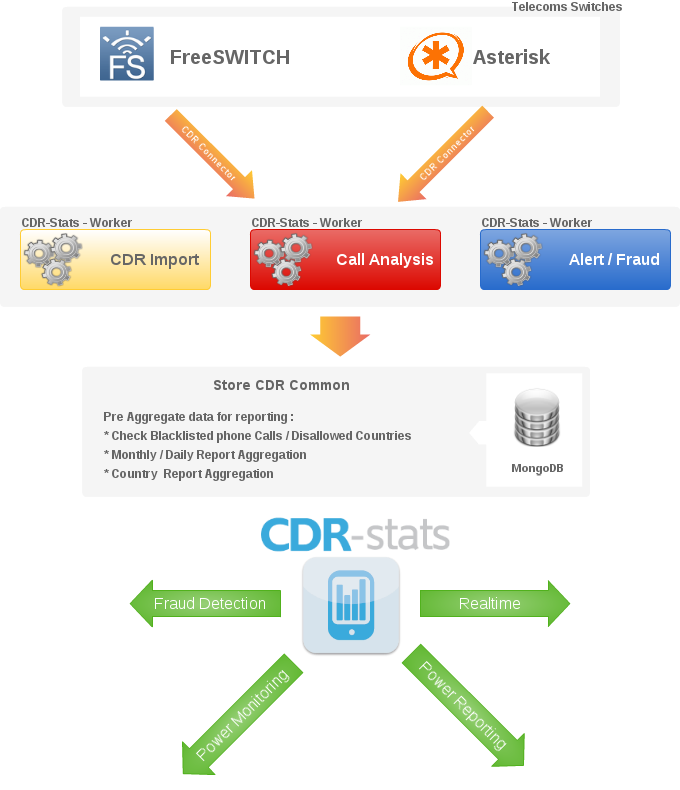 Telecoms Switches
FS
FreeSWITCH
Asterisk
CDR Connector
CDR Connector
CDR-Stats - Worker
CDR-Stats - Worker
CDR-Stats - Worker
CDR Import
Call Analysis
Alert / Fraud
Store CDR Common
Pre Aggregate data for reporting :
* Check Blacklisted phone Calls / Disallowed Countries
* Monthly / Daily Report Aggregation
* Country Report Aggregation
MongoDB
CDR-stats
Fraud Detection
Realtime
Power Monitoring
Power Reporting